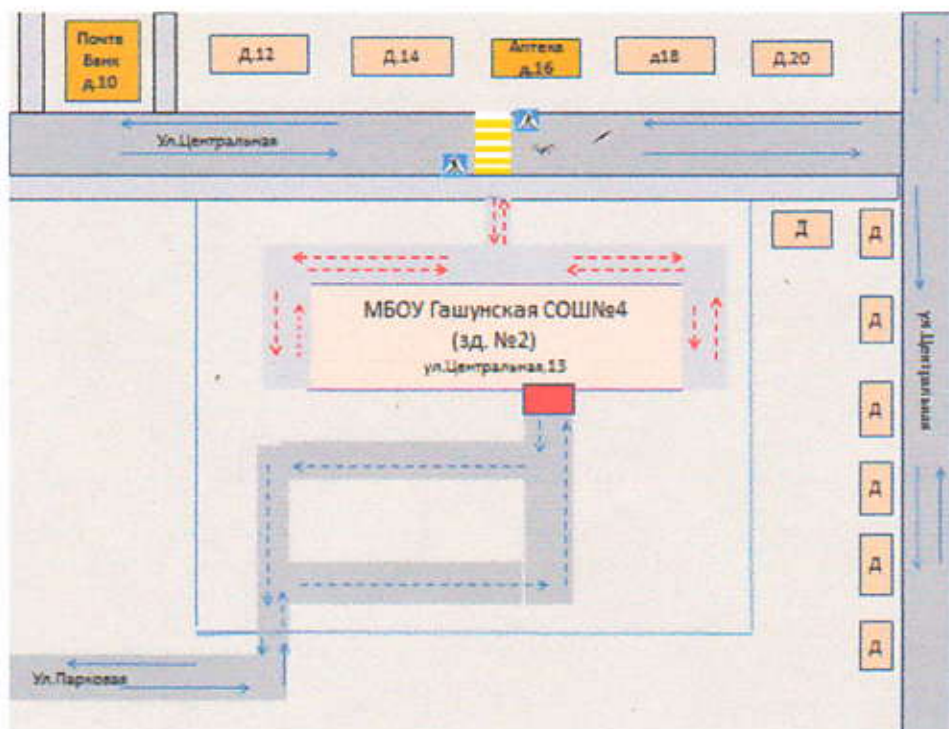 Почта
Банк
д.10
Д.12
Д.14
Аптека
д.16
д18
Д.20
Ул.Центральная
Д
Д
Д
Д
Д
Д
Д
МБОУ Гашунская СОШ№4
(зд. №2)
ул.Центральная,13
ул.Центральная
Ул.Парковая